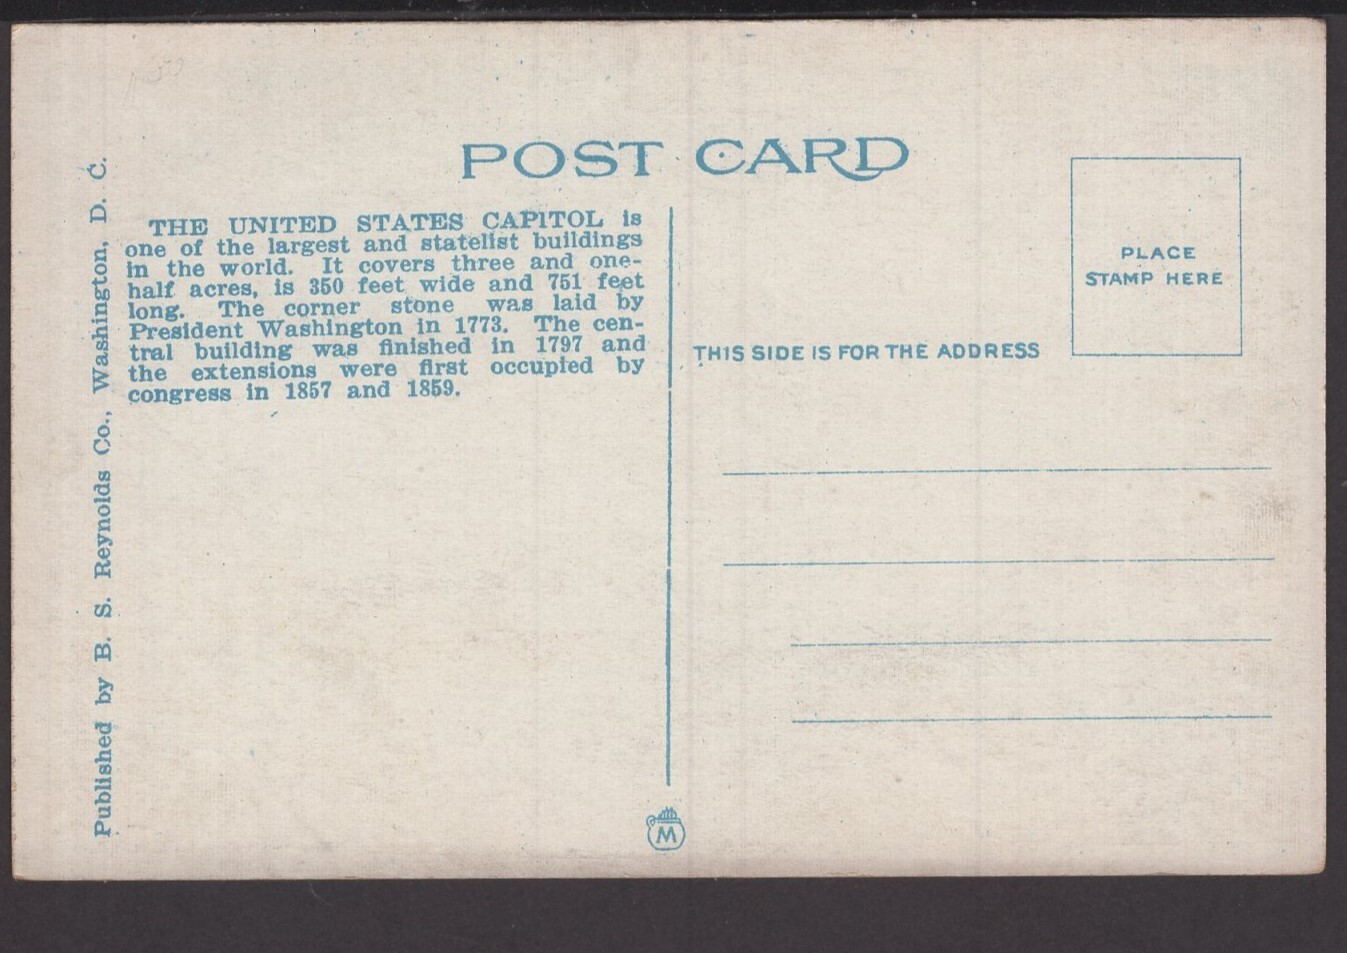 POST CARD
THE UNITED STATES CAPITOL is
one of the largest and stateliest buildings
in the world. It covers three and one-
half acres, is 350 feet wide and 751 feet
long. The corner stone was laid by
President Washington in 1773. The cen-
tral building was finished in 1797 and
the extensions were first occupied by
congress in 1857 and 1859.
Published by B. S. Reynolds Co., Washington, D. C.
PLACE
STAMP HERE
THIS SIDE IS FOR THE ADDRESS
M